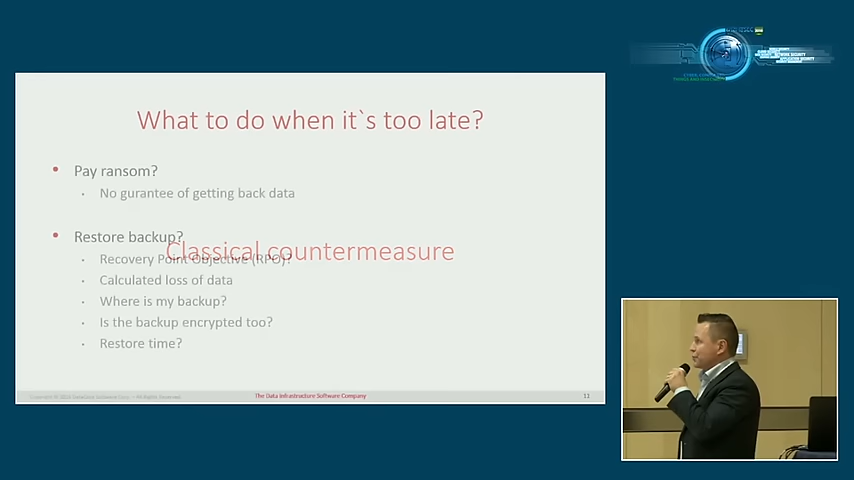 What to do when it`s too late?
Pay ransom?
No gurantee of getting back data
Restore backup?
Classical countermeasure
Recovery Point Objective (RPO)?
Calculated loss of data
Where is my backup?
Is the backup encrypted too?
Restore time?
The Data Infrastructure Software Company
11